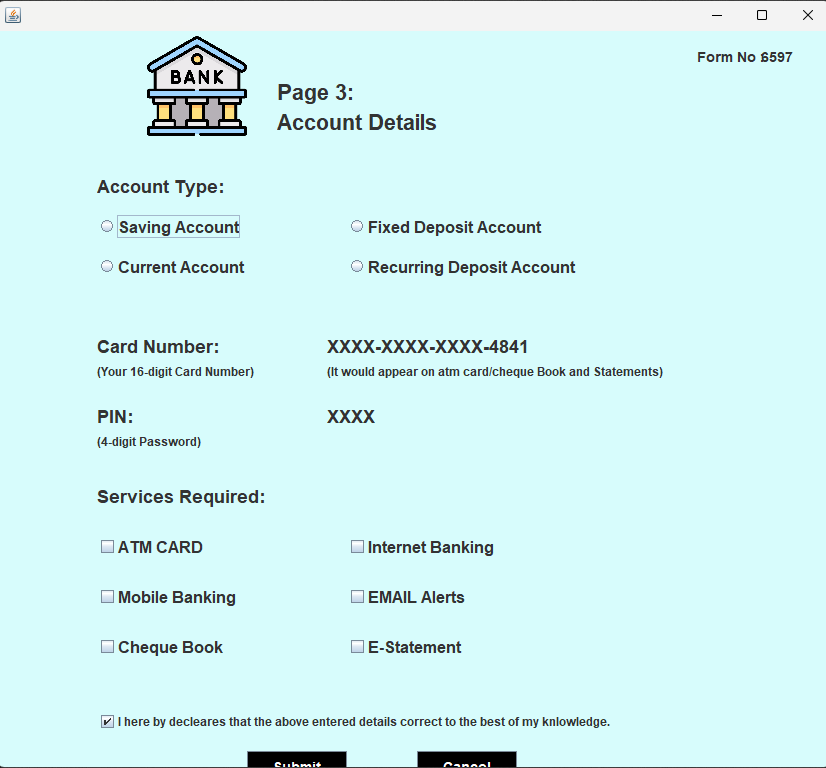 BANK
Form No 6597
Page 3:
Account Details
Account Type:
Saving Account Fixed Deposit Account
Current Account Recurring Deposit Account
Card Number: XXXX-XXXX-XXXX-4841
(Your 16-digit Card Number) (It would appear on atm card/cheque Book and Statements)
PIN: XXXX
(4-digit Password)
Services Required:
ATM CARD Internet Banking
Mobile Banking EMAIL Alerts
Cheque Book E-Statement
I here by decleares that the above entered details correct to the best of my knlowledge.
Submit Cancel